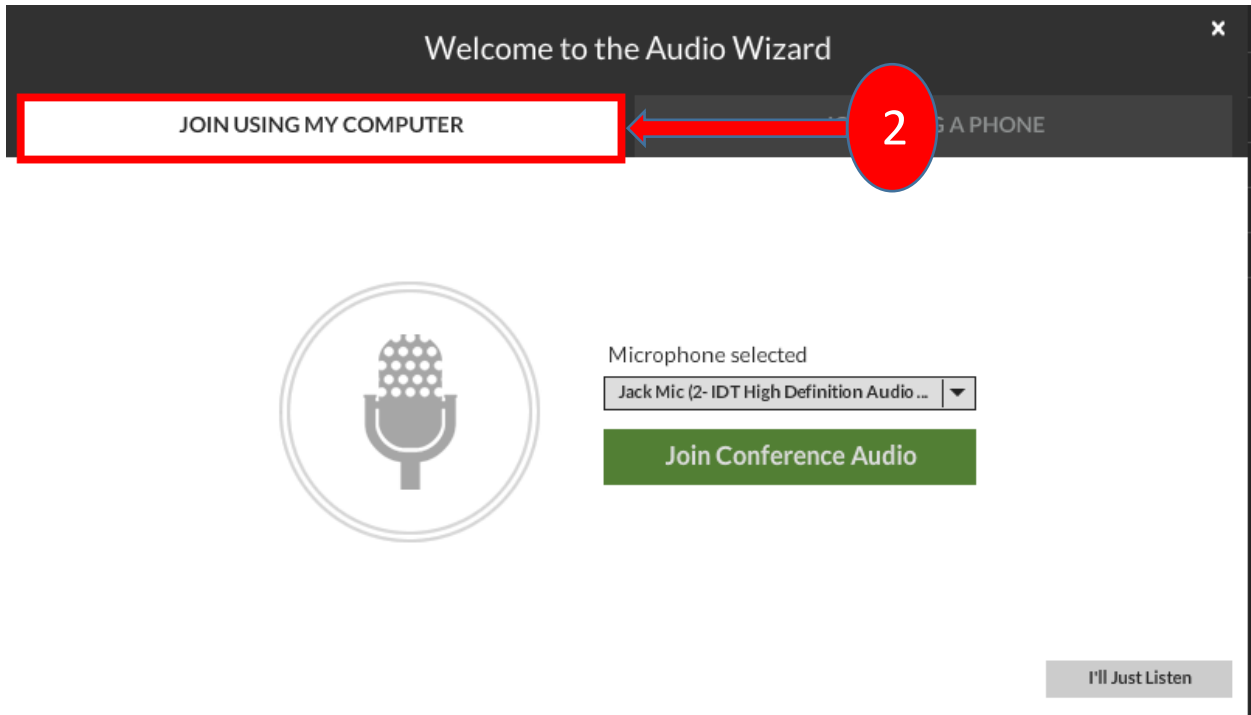 Welcome to the Audio Wizard
x
JOIN USING MY COMPUTER
2
A PHONE
Microphone selected
Jack Mic (2- IDT High Definition Audio ...
Join Conference Audio
I'll Just Listen